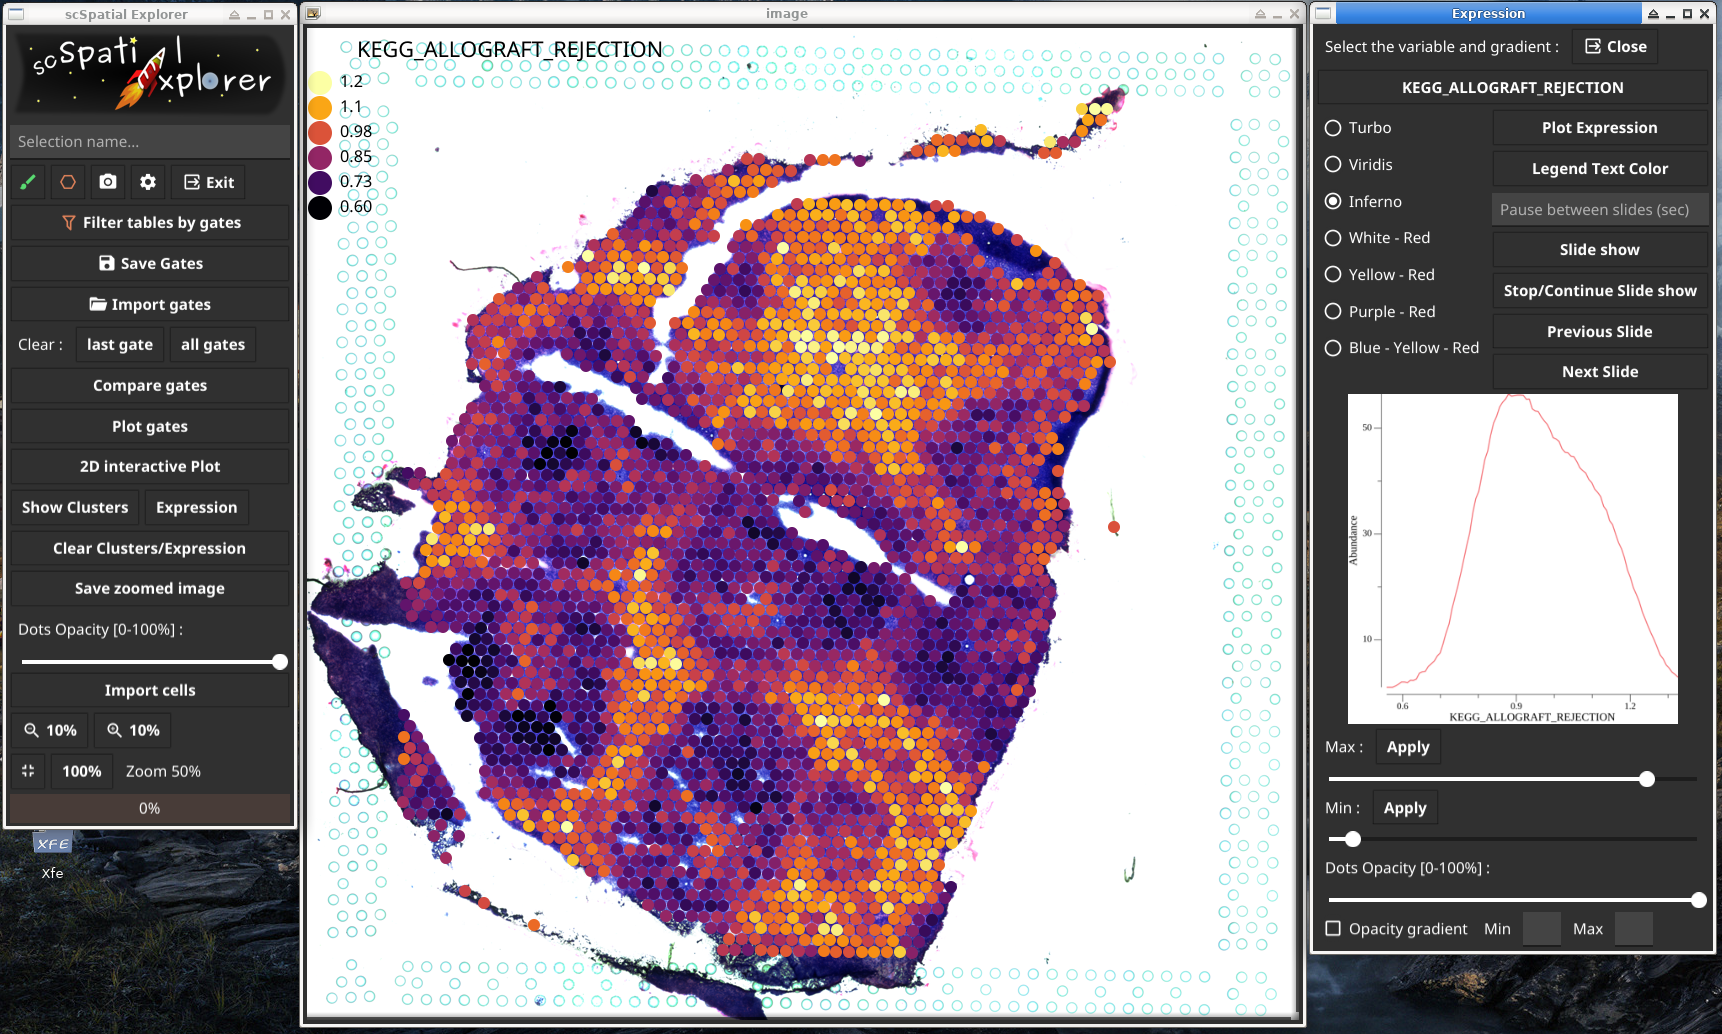 scSpatial Explorer
scSpatial
Explorer
Selection name...
Exit
Filter tables by gates
Save Gates
Import gates
Clear :
last gate
all gates
Compare gates
Plot gates
2D interactive Plot
Show Clusters
Expression
Clear Clusters/Expression
Save zoomed image
Dots Opacity [0-100%] :
Import cells
10%
10%
100%
Zoom 50%
0%
XFE
Xfe
image
KEGG_ALLOGRAFT_REJECTION
1.2
1.1
0.98
0.85
0.73
0.60
Expression
Select the variable and gradient :
Close
KEGG_ALLOGRAFT_REJECTION
Turbo
Plot Expression
Viridis
Legend Text Color
Inferno
Pause between slides (sec)
White - Red
Slide show
Yellow - Red
Stop/Continue Slide show
Purple - Red
Previous Slide
Blue - Yellow - Red
Next Slide
50
30
10
Abundance
0.6
0.9
1.2
KEGG_ALLOGRAFT_REJECTION
Max :
Apply
Min :
Apply
Dots Opacity [0-100%] :
Opacity gradient
Min
Max